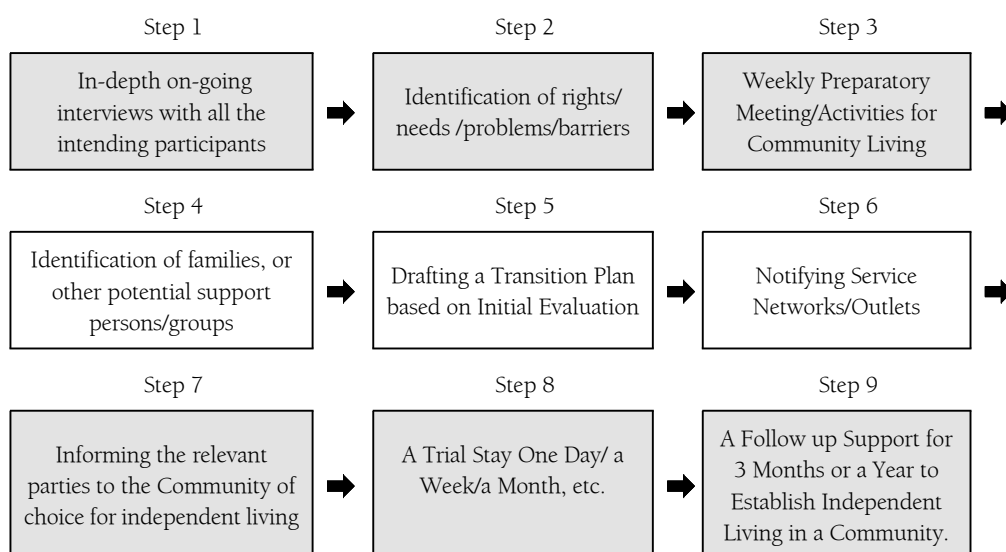 Step 1
In-depth on-going
interviews with all the
intending participants
Step 2
Identification of rights/
needs /problems/barriers
Step 3
Weekly Preparatory
Meeting/Activities for
Community Living
Step 4
Identification of families, or
other potential support
persons/groups
Step 5
Drafting a Transition Plan
based on Initial Evaluation
Step 6
Notifying Service
Networks/Outlets
Step 7
Informing the relevant
parties to the Community of
choice for independent living
Step 8
A Trial Stay One Day/ a
Week/a Month, etc.
Step 9
A Follow up Support for
3 Months or a Year to
Establish Independent
Living in a Community.